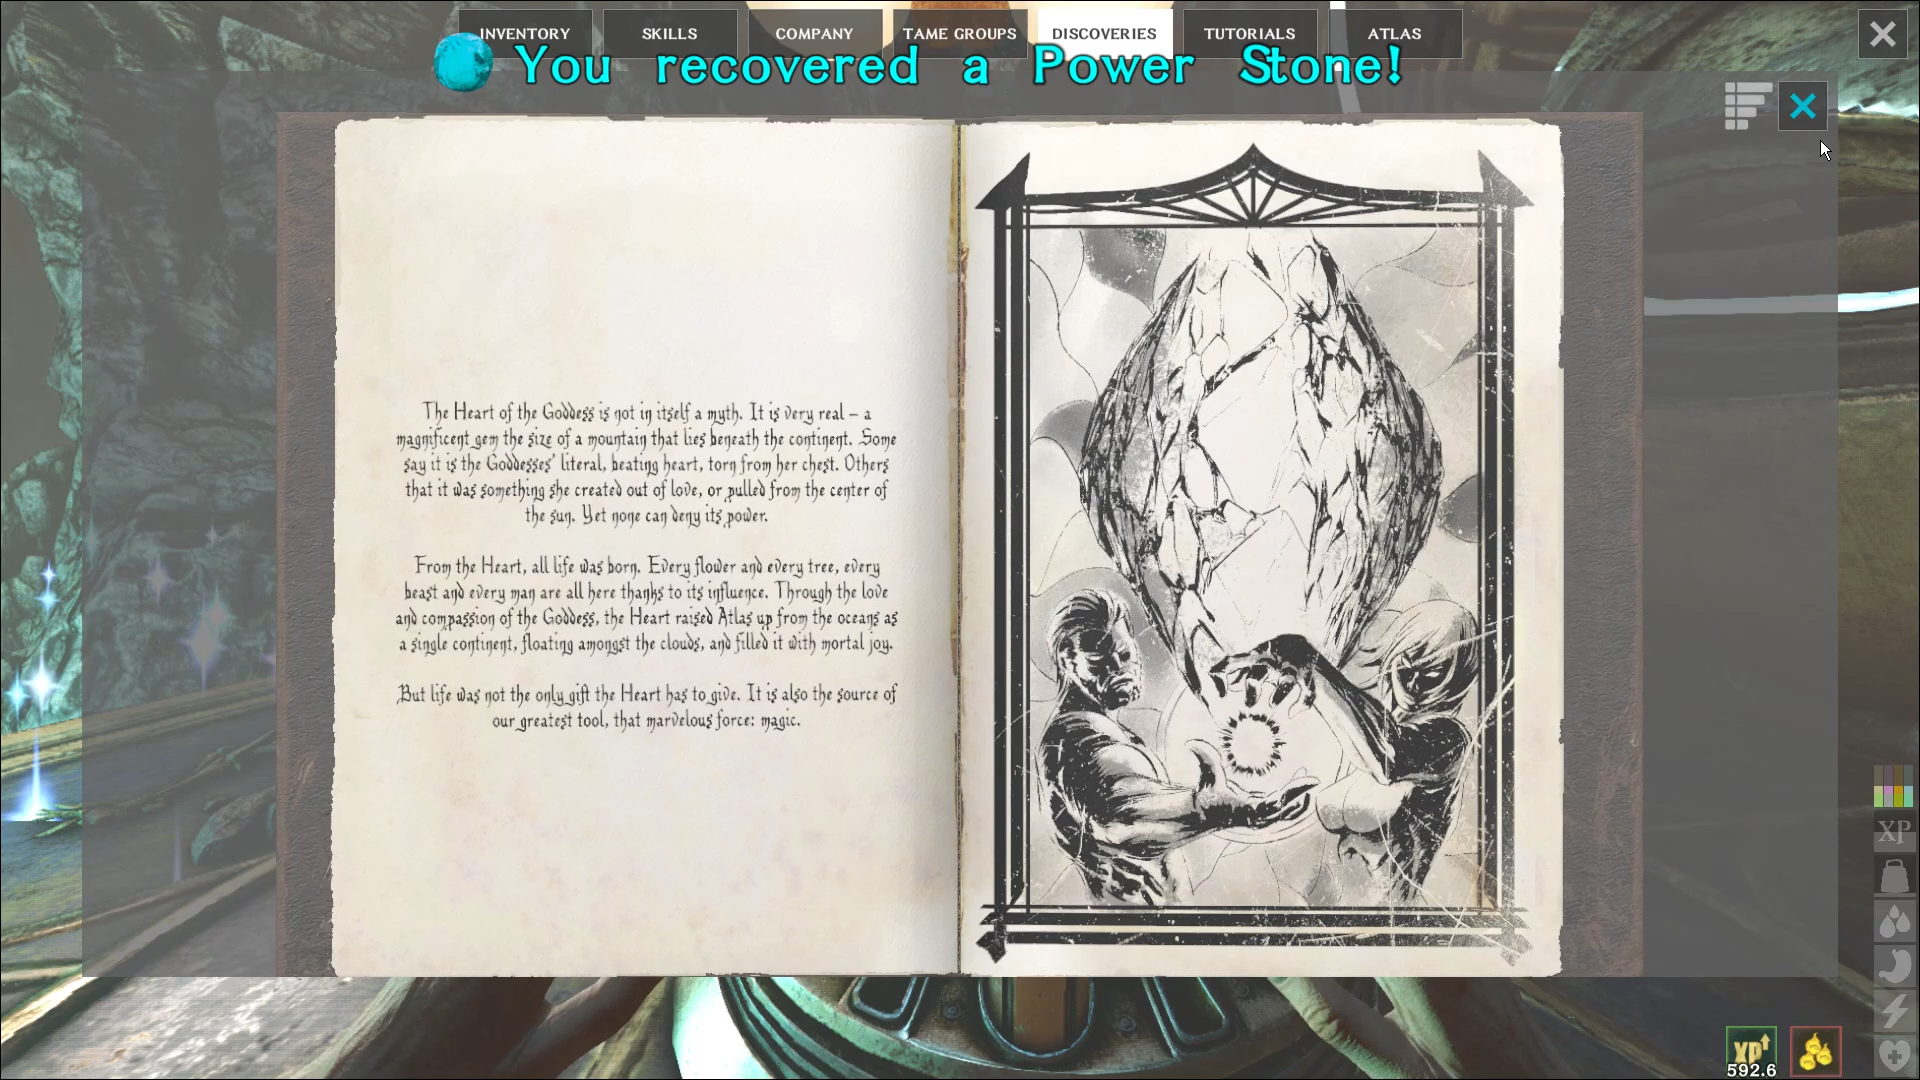 INVENTORY SKILLS COMPANY TAME GROUPS DISCOVERIES TUTORIALS ATLAS
You recovered a Power Stone!
The Heart of the Goddess is not in itself a myth. It is very real – a
magnificent gem the size of a mountain that lies beneath the continent. Some
say it is the Goddesses' literal, beating heart, torn from her chest. Others
that it was something she created out of love, or pulled from the center of
the sun. Yet none can deny its power.
From the Heart, all life was born. Every flower and every tree, every
beast and every man are all here thanks to its influence. Through the love
and compassion of the Goddess, the Heart raised Atlas up from the oceans as
a single continent, floating amongst the clouds, and filled it with mortal joy.
But life was not the only gift the Heart has to give. It is also the source of
our greatest tool, that marvelous force: magic.
XP
XP
592.6